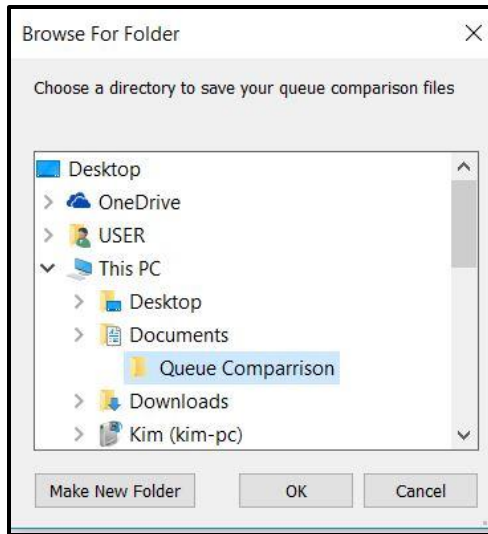 Browse For Folder
Choose a directory to save your queue comparison files
Desktop
OneDrive
USER
This PC
Desktop
Documents
Queue Comparrison
Downloads
Kim (kim-pc)
Make New Folder OK Cancel